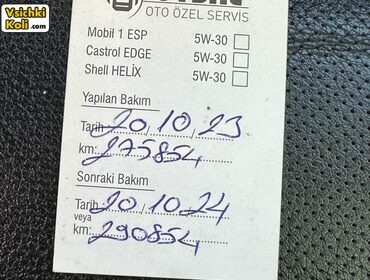 Vsichki
Koli .com
OTO ÖZEL SERVİS
Mobil 1 ESP 5W-30
Castrol EDGE 5W-30
Shell HELİX 5W-30
Yapılan Bakım
Tarih 20/10/23
km: 275854
Sonraki Bakım
Tarih 20/10/24
veya
km: 290854